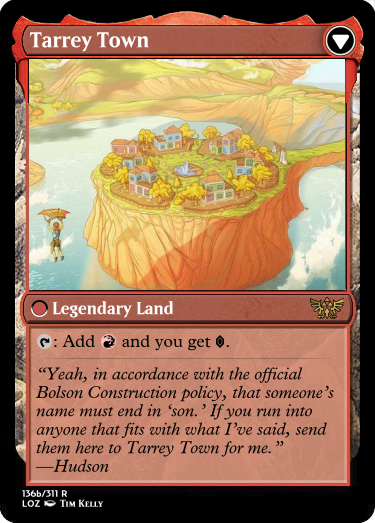 Tarrey Town
Legendary Land
: Add and you get .
“Yeah, in accordance with the official
Bolson Construction policy, that someone’s
name must end in ‘son.’ If you run into
anyone that fits with what I’ve said, send
them here to Tarrey Town for me.”
—Hudson
136b/311 R
LOZ Tim Kelly